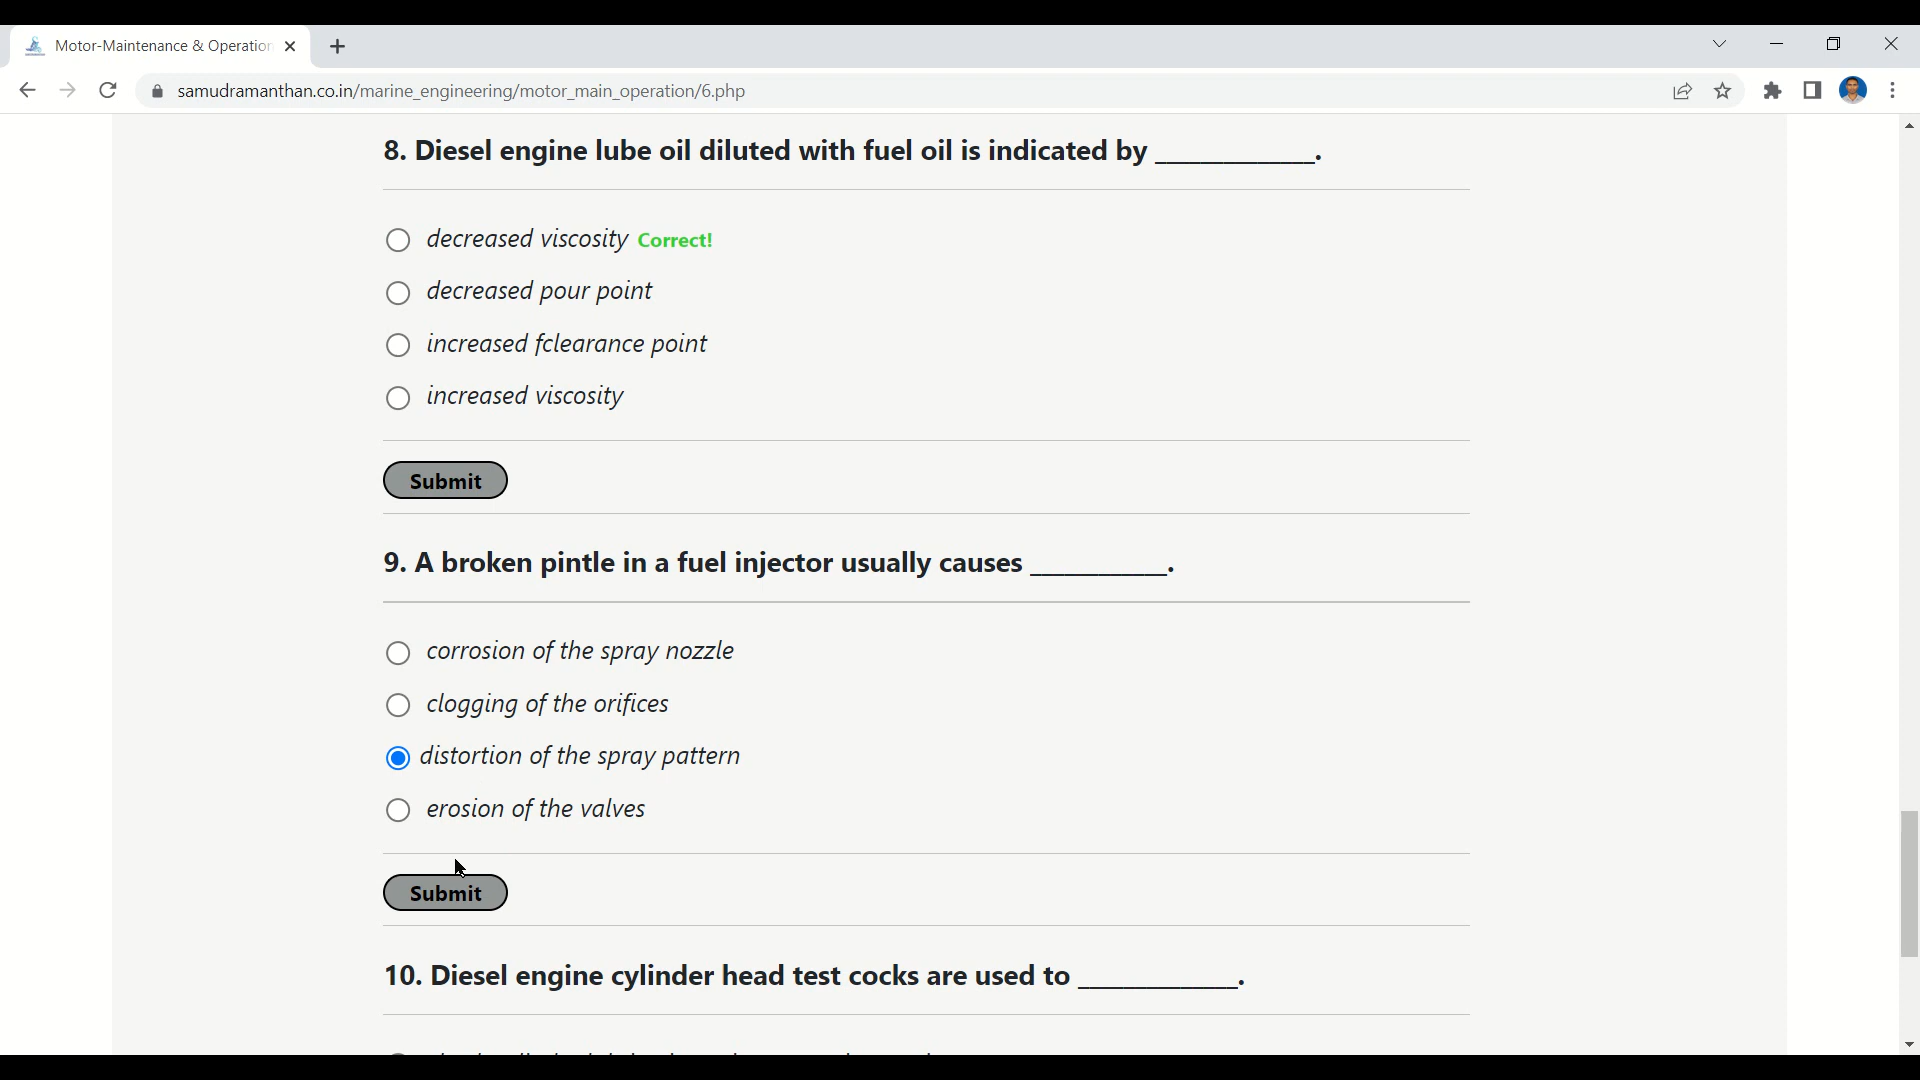 Motor-Maintenance & Operation
samudramanthan.co.in/marine_engineering/motor_main_operation/6.php
8. Diesel engine lube oil diluted with fuel oil is indicated by ______________.
decreased viscosity Correct!
decreased pour point
increased fclearance point
increased viscosity
Submit
9. A broken pintle in a fuel injector usually causes ____________.
corrosion of the spray nozzle
clogging of the orifices
distortion of the spray pattern
erosion of the valves
Submit
10. Diesel engine cylinder head test cocks are used to ______________.